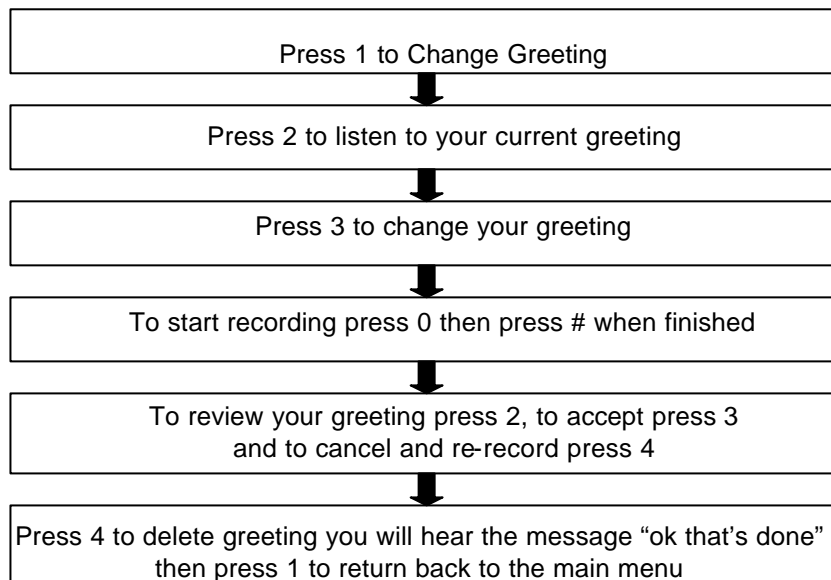 Press 1 to Change Greeting
Press 2 to listen to your current greeting
Press 3 to change your greeting
To start recording press 0 then press # when finished
To review your greeting press 2, to accept press 3
and to cancel and re-record press 4
Press 4 to delete greeting you will hear the message “ok that’s done”
then press 1 to return back to the main menu